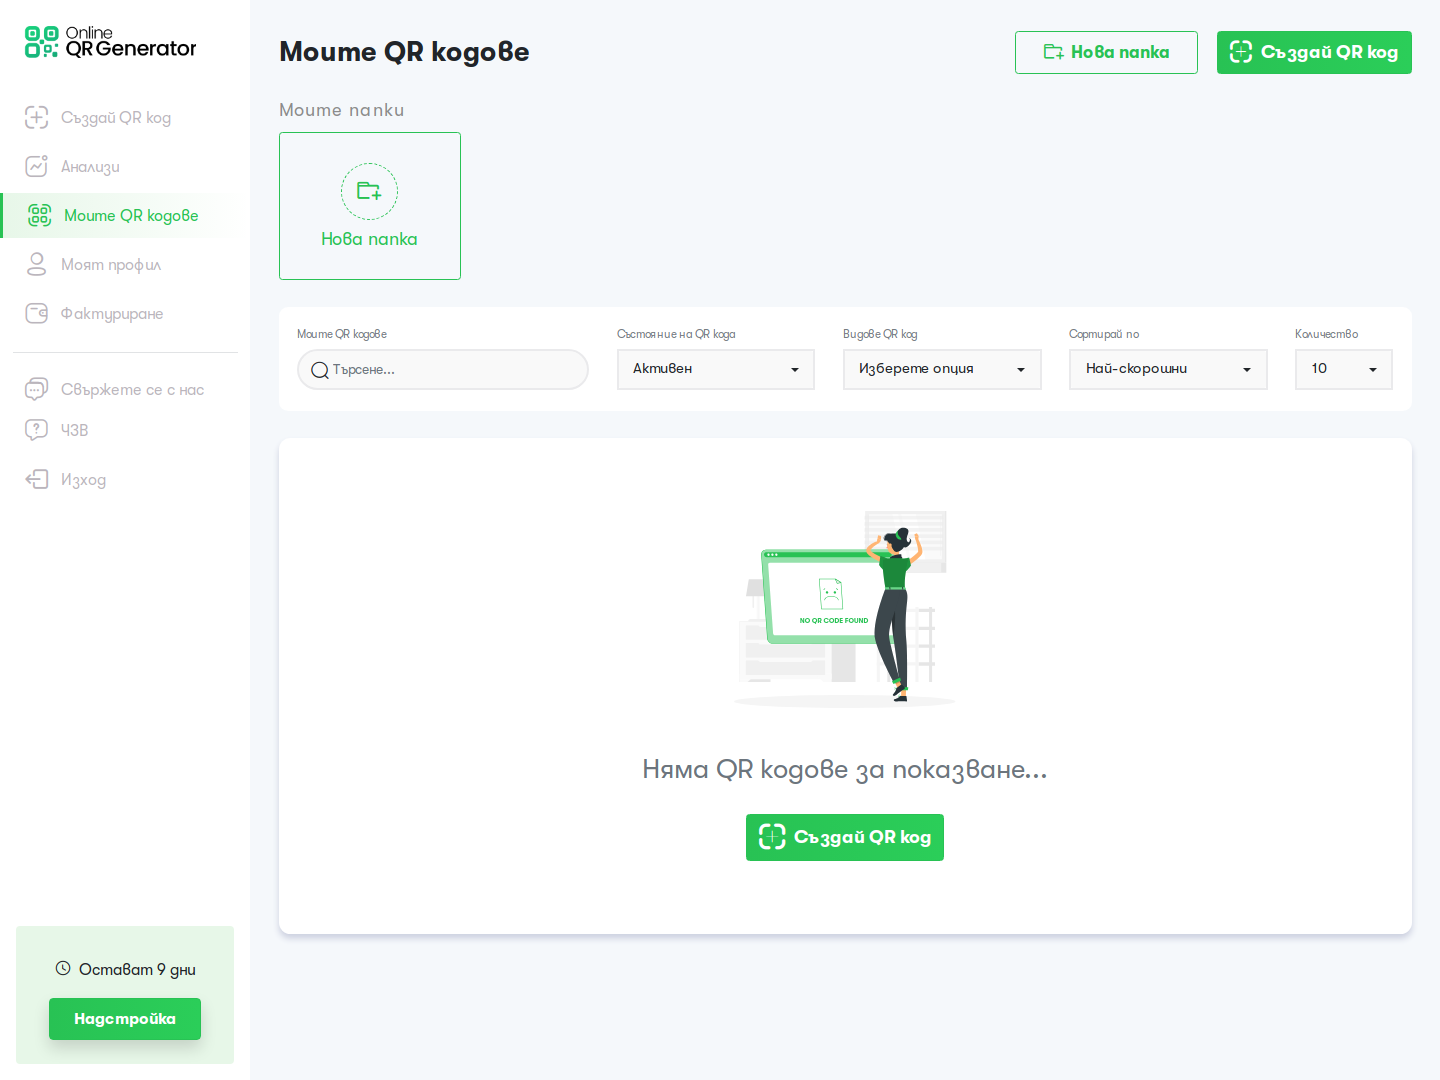 Online
QR Generator
Създай QR код
Анализи
Моите QR кодове
Моят профил
Фактуриране
Свържете се с нас
ЧЗВ
Изход
Остават 9 дни
Надстройка
Моите QR кодове
Нова папка
Създай QR код
Моите папки
Нова папка
Моите QR кодове
Състояние на QR кода
Видове QR код
Сортирай по
Количество
Търсене...
Активен
Изберете опция
Най-скорошни
10
NO QR CODE FOUND
Няма QR кодове за показване...
Създай QR код